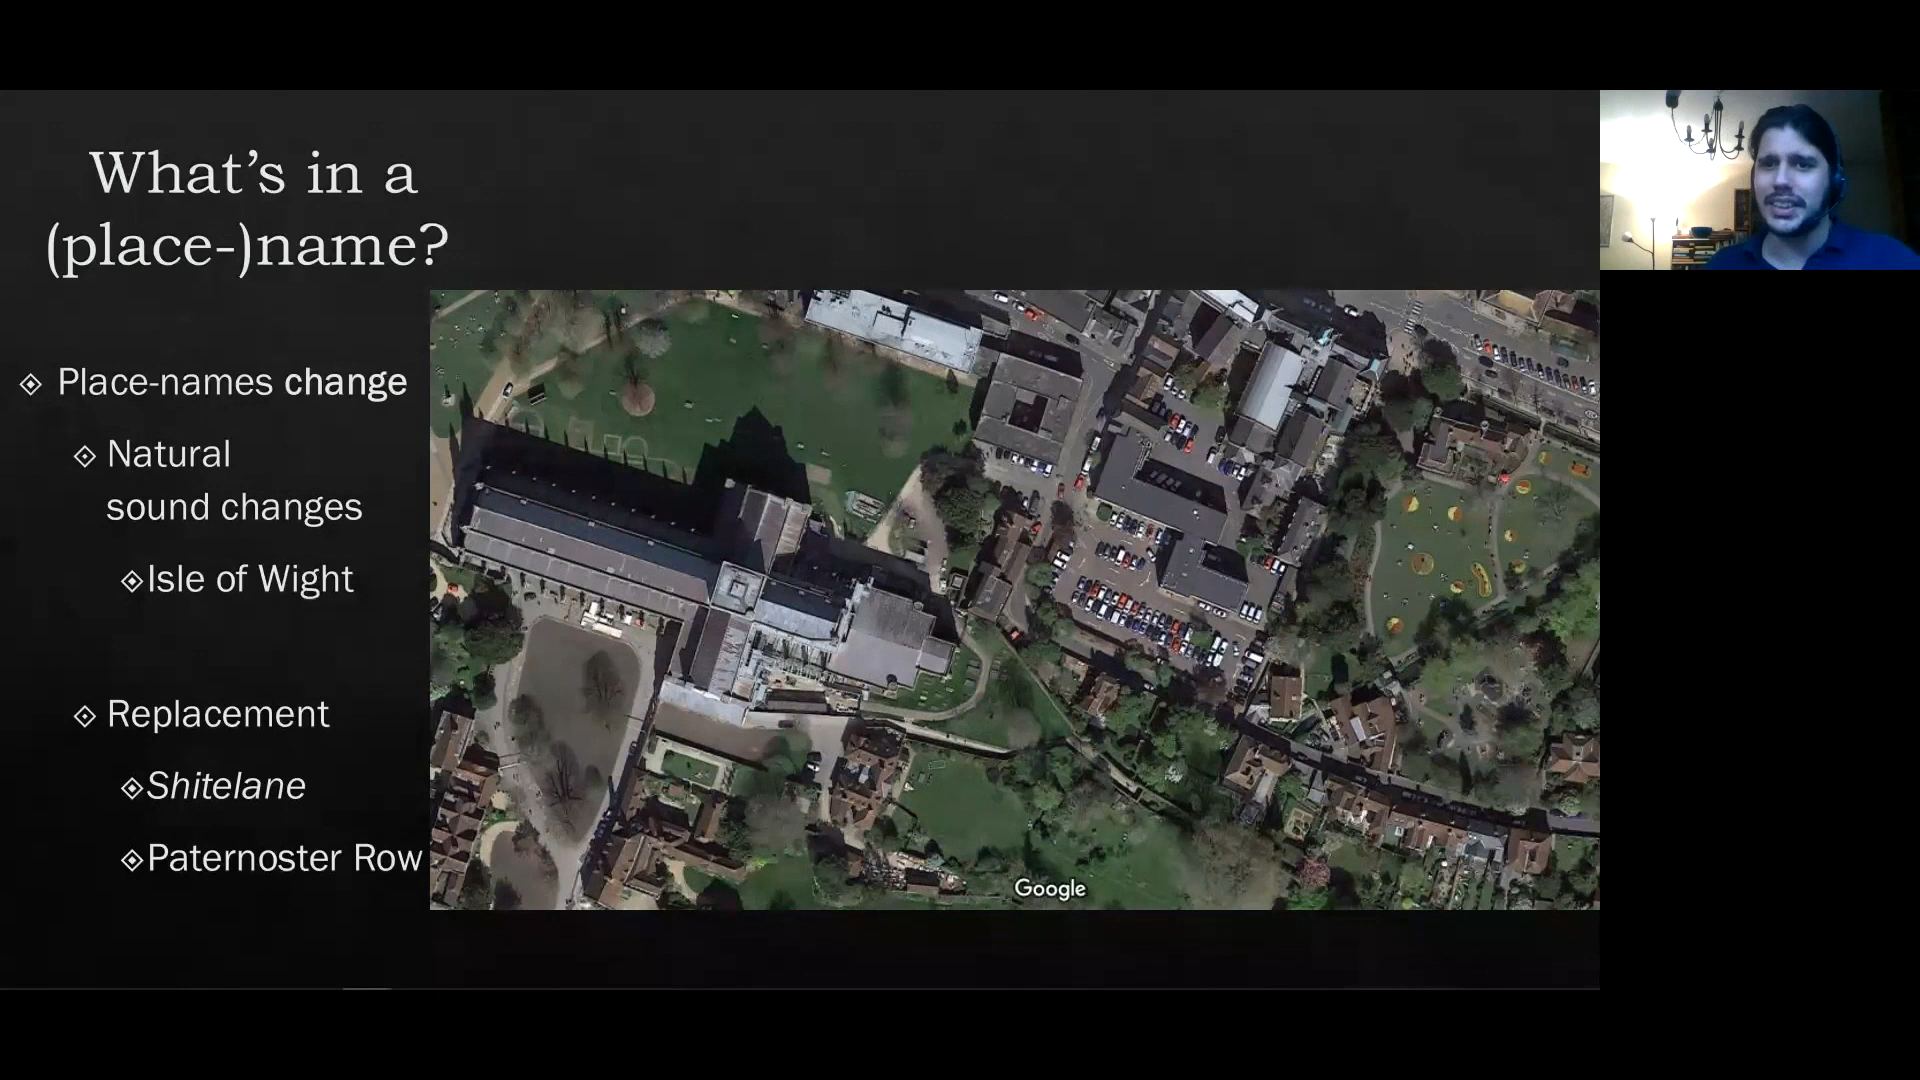 What’s in a
(place-)name?
Place-names change
Natural
sound changes
Isle of Wight
Replacement
Shitelane
Paternoster Row
Google